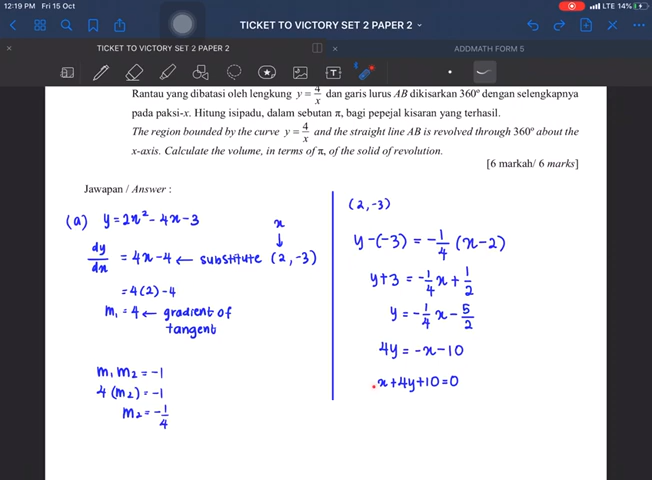 12:19 PM Fri 15 Oct
LTE 14%
TICKET TO VICTORY SET 2 PAPER 2
TICKET TO VICTORY SET 2 PAPER 2
ADDMATH FORM 5
Rantau yang dibatasi oleh lengkung y = 4/x dan garis lurus AB dikisarkan 360° dengan selengkapnya
pada paksi-x. Hitung isipadu, dalam sebutan π, bagi pepejal kisaran yang terhasil.
The region bounded by the curve y = 4/x and the straight line AB is revolved through 360° about the
x-axis. Calculate the volume, in terms of π, of the solid of revolution.
[6 markah/ 6 marks]
Jawapan / Answer :
(a) y = 2x² - 4x - 3
x
↓
dy/dx = 4x - 4 ← substitute (2, -3)
= 4(2) - 4
m₁ = 4 ← gradient of
tangent
m₁ m₂ = -1
4 (m₂) = -1
m₂ = -1/4
(2, -3)
y - (-3) = -1/4 (x - 2)
y + 3 = -1/4 x + 1/2
y = -1/4 x - 5/2
4y = -x - 10
x + 4y + 10 = 0